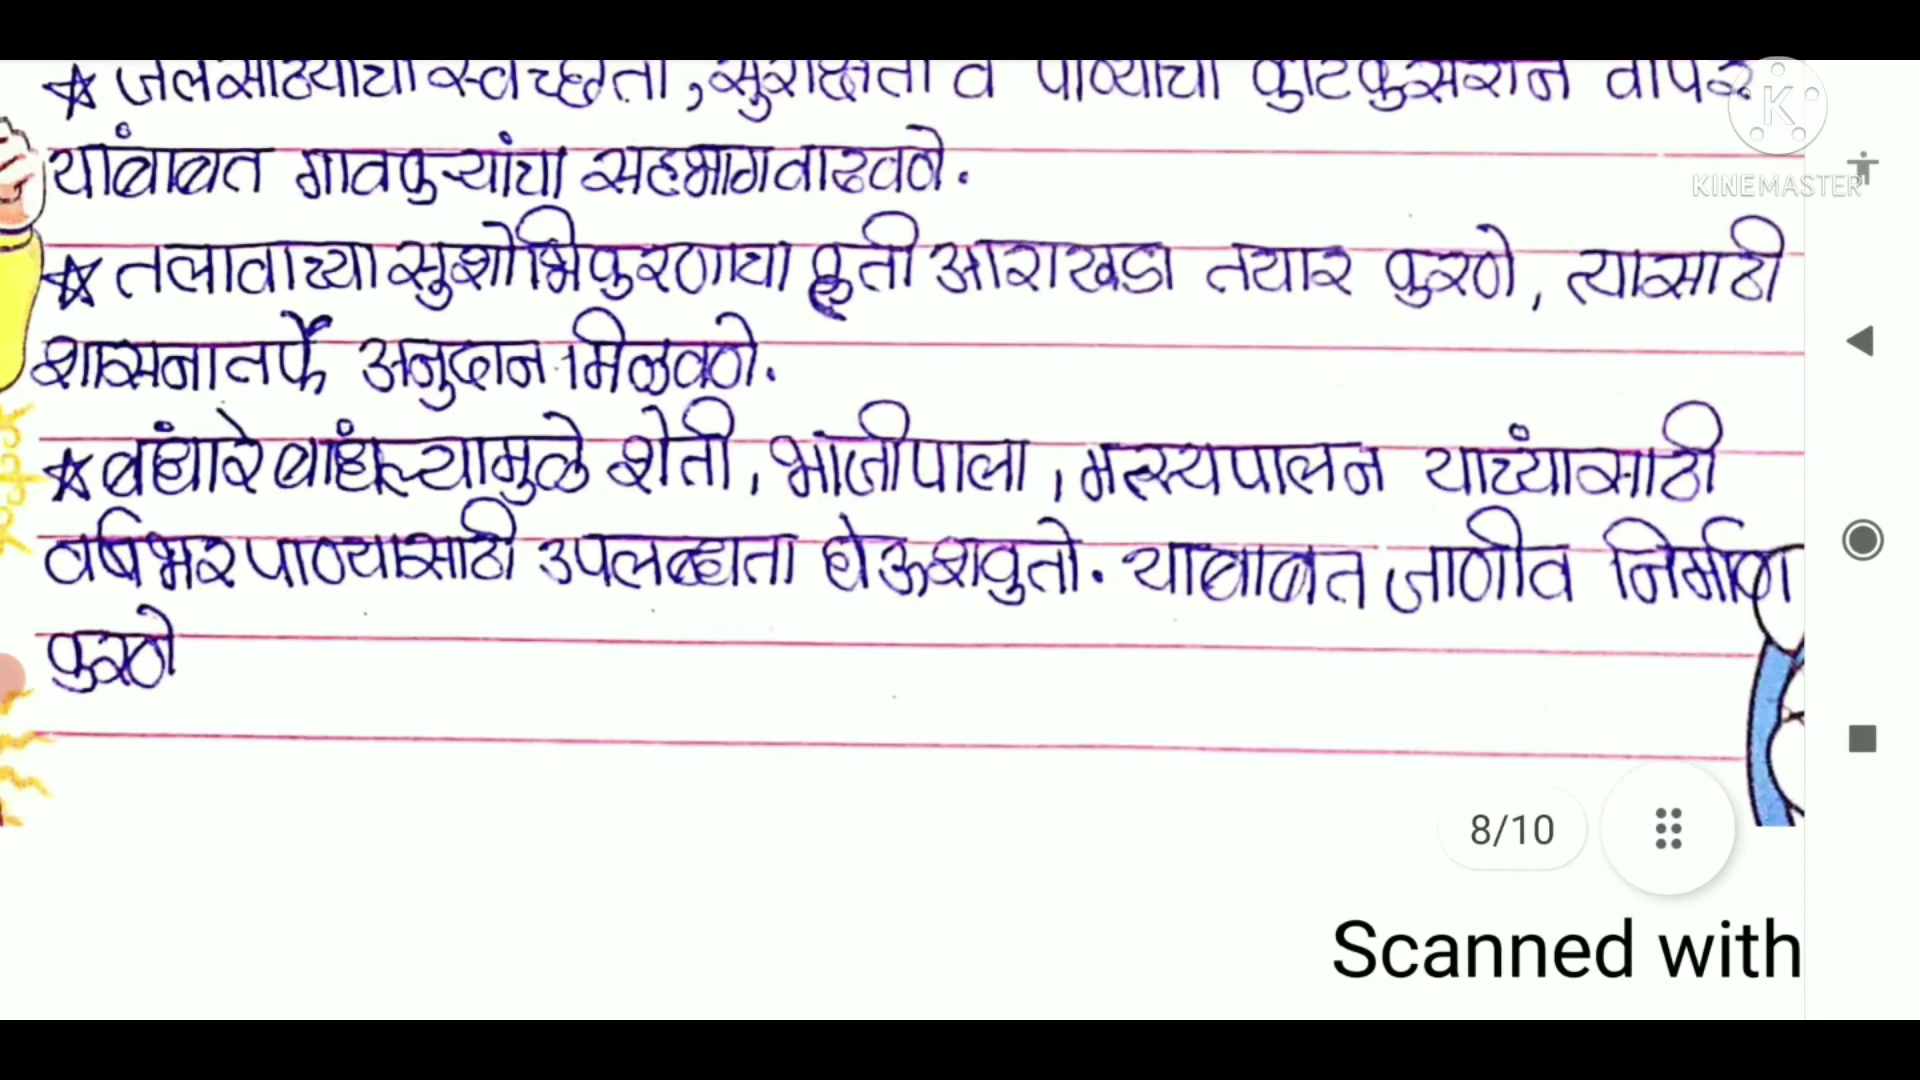 ★ जलसाठ्याची स्वच्छता, सुरक्षितता व पाण्याचा काटकसरीने वापर
यांबाबत गावकऱ्यांचा सहभाग वाढवणे.
★ तलावाच्या सुशोभिकरणाचा कृती आराखडा तयार करणे, त्यासाठी
शासनातर्फे अनुदान मिळवणे.
★ बंधारे बांधल्यामुळे शेती, भाजीपाला, मत्स्यपालन याच्यांसाठी
वर्षभर पाण्यासाठी उपलब्धता होऊ शकतो. याबाबत जाणीव निर्माण
करणे
KINEMASTER
8/10
Scanned with